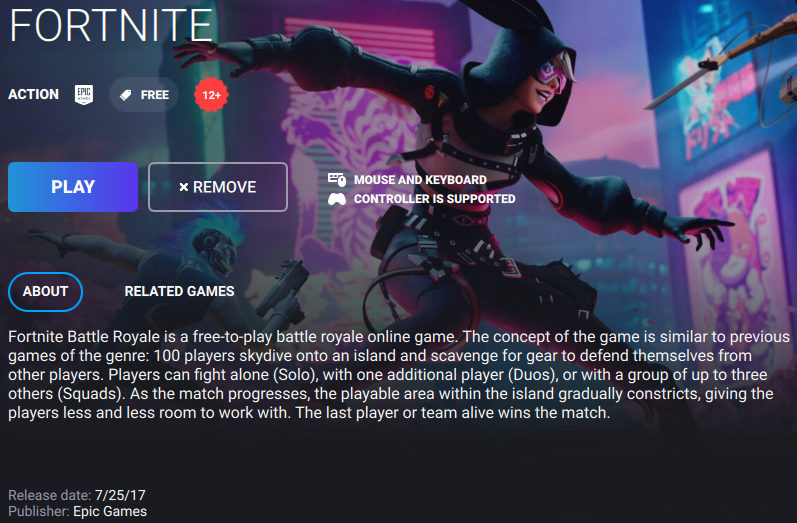 FORTNITE
ACTION
EPIC
GAMES
FREE
12+
PLAY
× REMOVE
MOUSE AND KEYBOARD
CONTROLLER IS SUPPORTED
ABOUT
RELATED GAMES
Fortnite Battle Royale is a free-to-play battle royale online game. The concept of the game is similar to previous
games of the genre: 100 players skydive onto an island and scavenge for gear to defend themselves from
other players. Players can fight alone (Solo), with one additional player (Duos), or with a group of up to three
others (Squads). As the match progresses, the playable area within the island gradually constricts, giving the
players less and less room to work with. The last player or team alive wins the match.
Release date: 7/25/17
Publisher: Epic Games